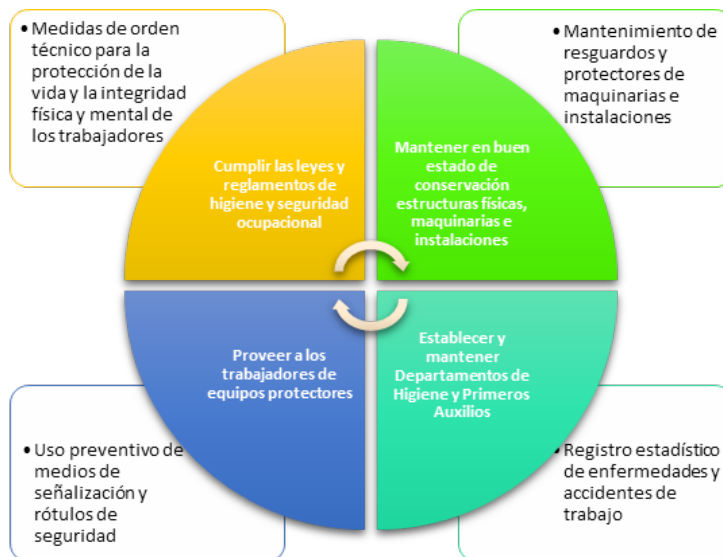 • Medidas de orden
técnico para la
protección de la
vida y la integridad
física y mental de
los trabajadores
• Mantenimiento de
resguardos y
protectores de
maquinarias e
instalaciones
Cumplir las leyes y
reglamentos de
higiene y seguridad
ocupacional
Mantener en buen
estado de
conservación
estructuras físicas,
maquinarias e
instalaciones
Proveer a los
trabajadores de
equipos protectores
Establecer y
mantener
Departamentos de
Higiene y Primeros
Auxilios
• Uso preventivo de
medios de
señalización y
rótulos de
seguridad
• Registro estadístico
de enfermedades y
accidentes de
trabajo